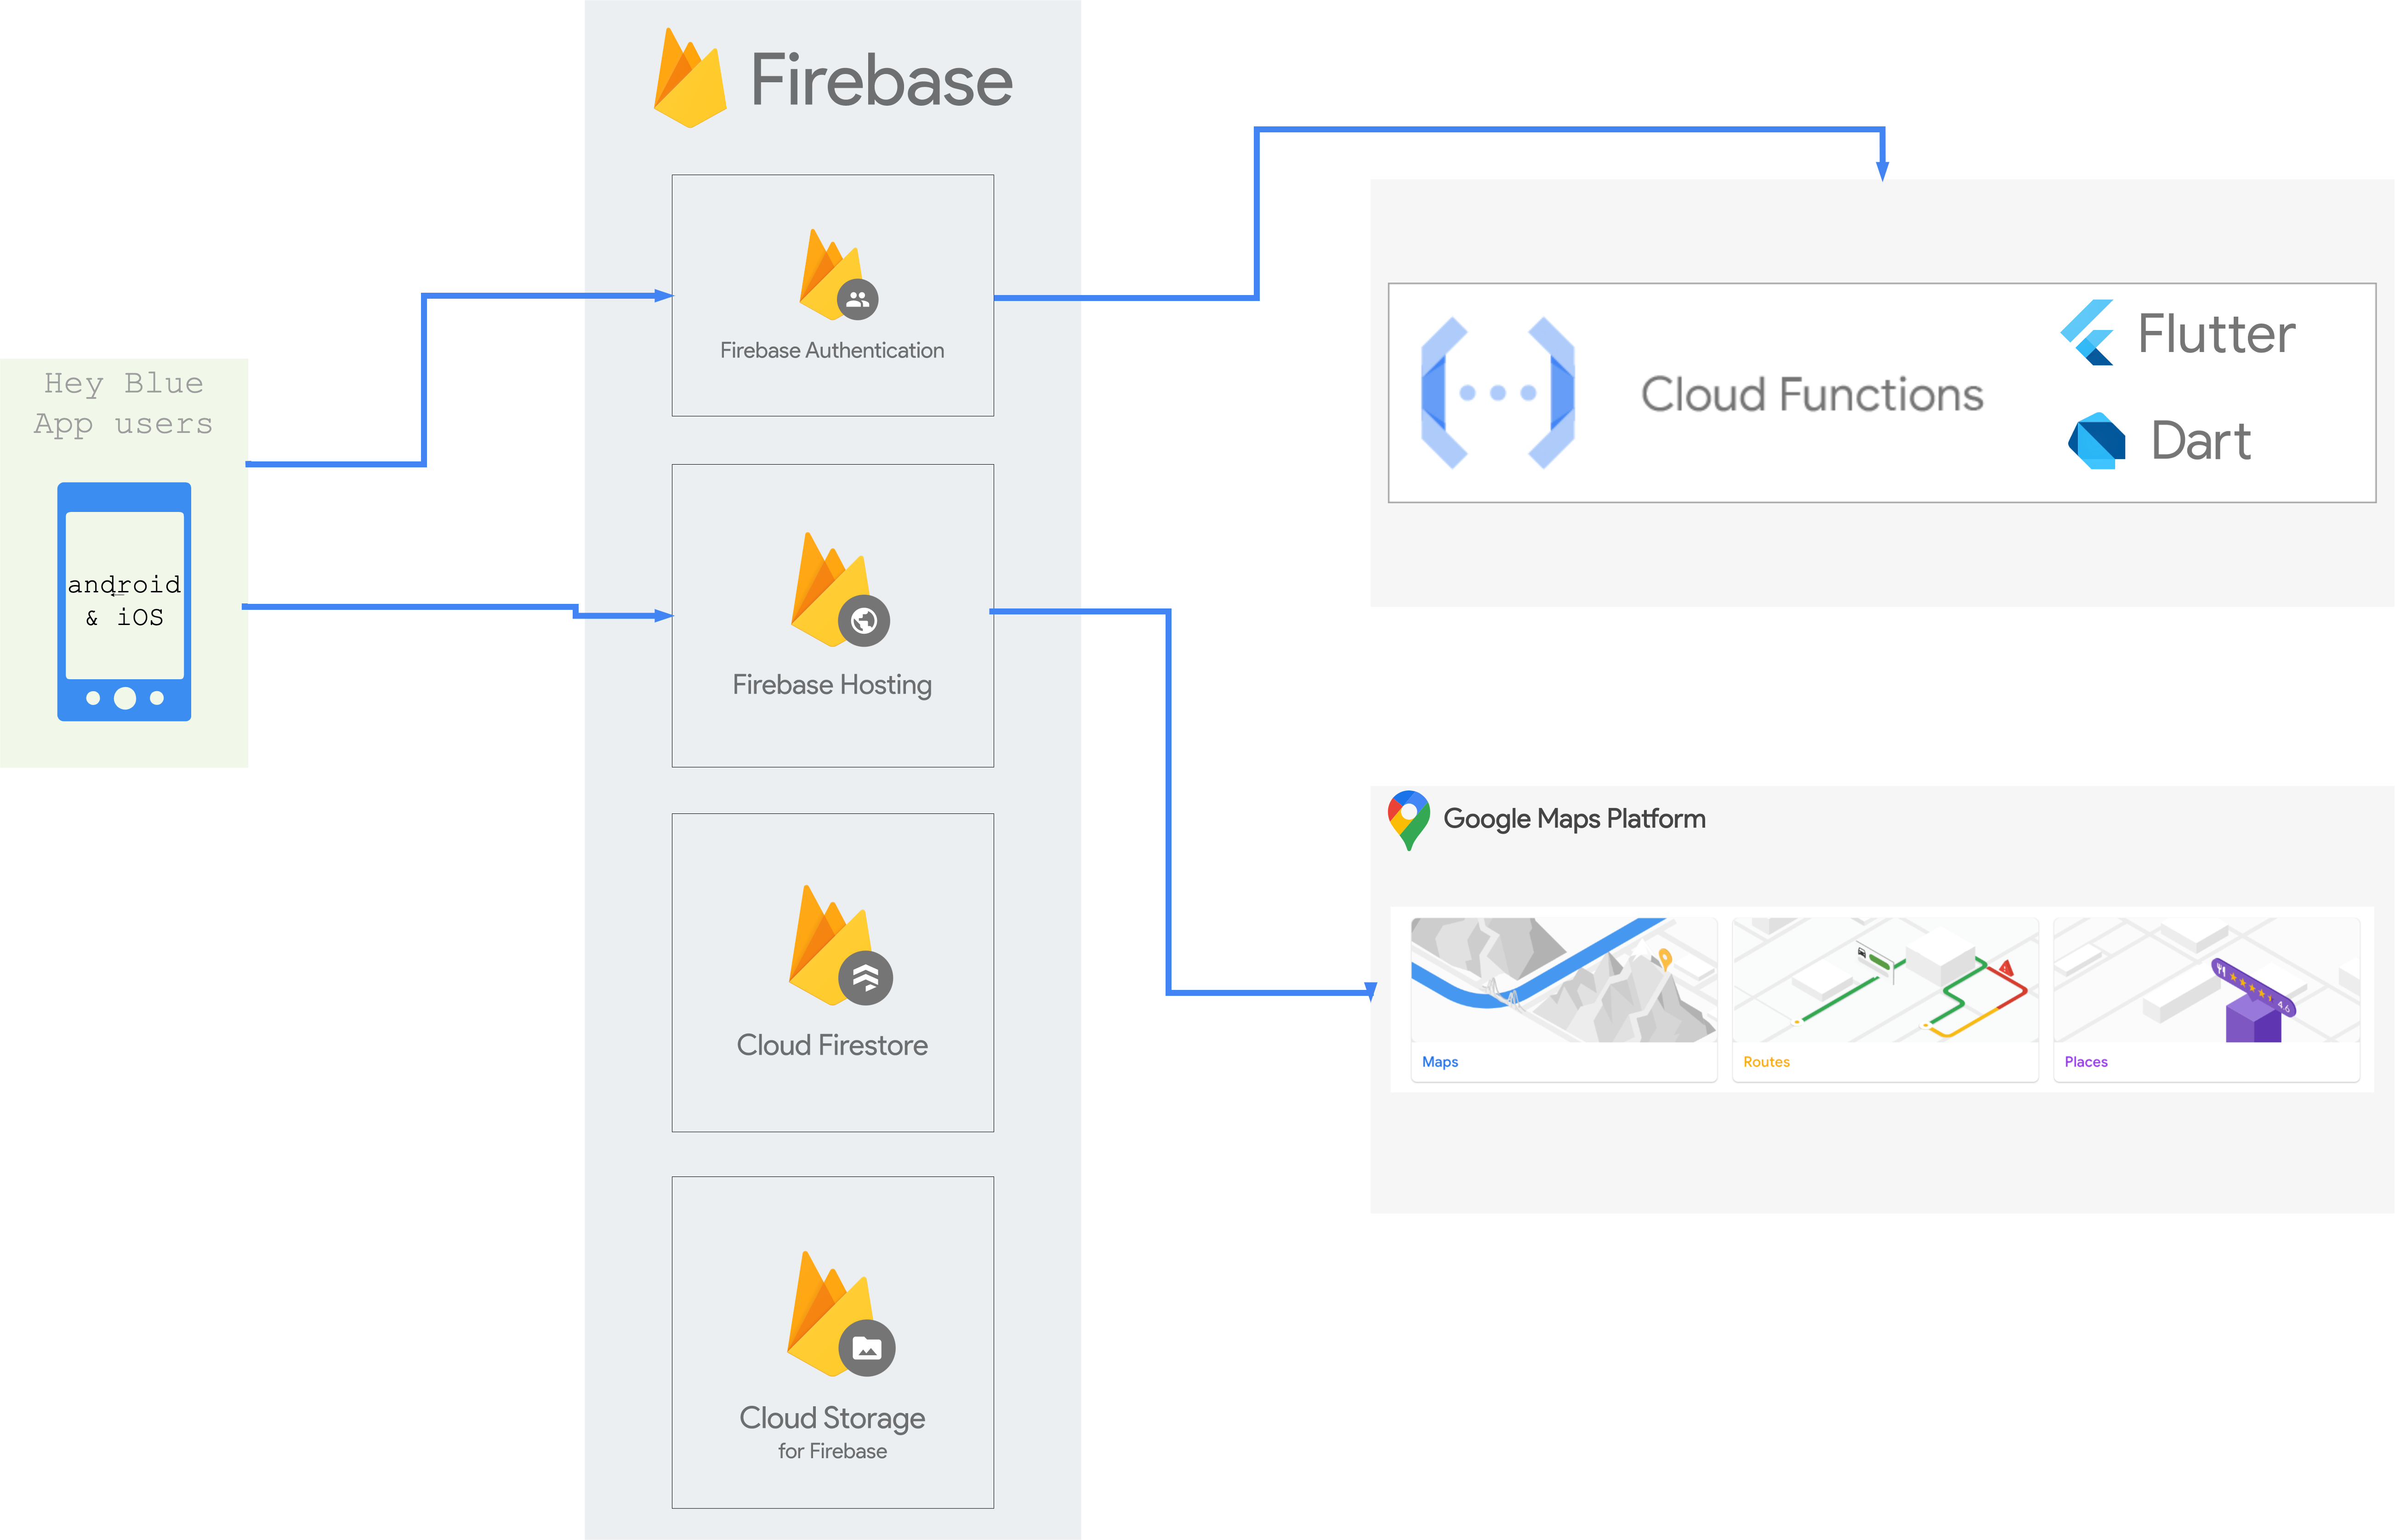 Firebase
Firebase Authentication
Hey Blue
App users
android
& iOS
Firebase Hosting
Cloud Firestore
Cloud Storage
for Firebase
Cloud Functions
Flutter
Dart
Google Maps Platform
Maps
Routes
Places